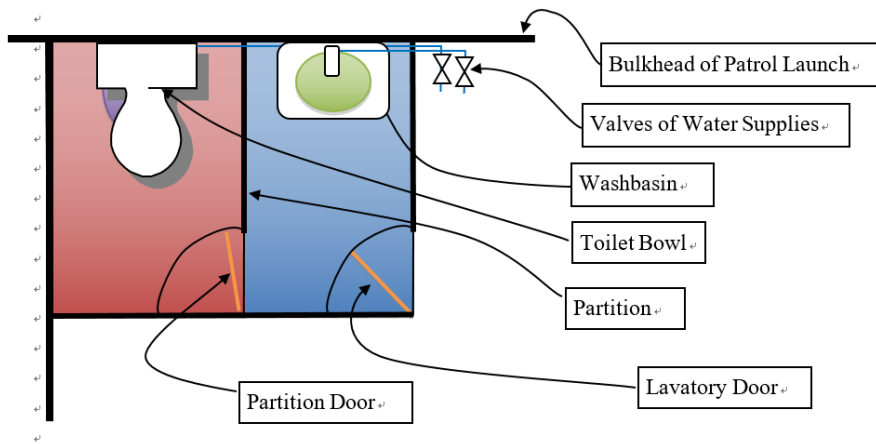 Bulkhead of Patrol Launch
Valves of Water Supplies
Washbasin
Toilet Bowl
Partition
Lavatory Door
Partition Door